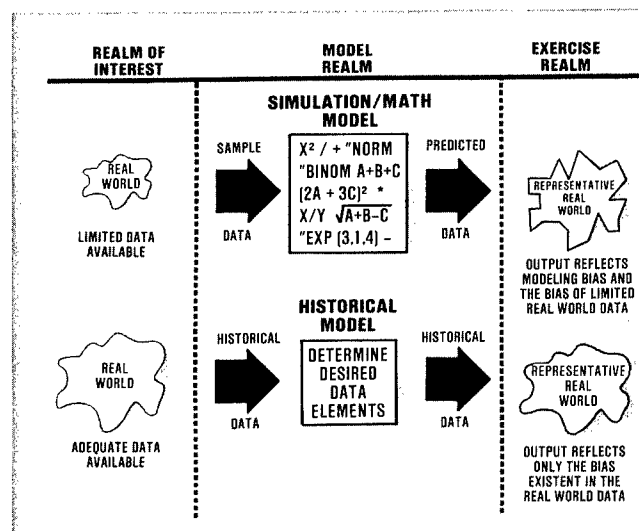 REALM OF
INTEREST
MODEL
REALM
EXERCISE
REALM
SIMULATION/MATH
MODEL
REAL
WORLD
LIMITED DATA
AVAILABLE
SAMPLE
DATA
X² / + "NORM
"BINOM A+B+C
(2A + 3C)² *
X/Y √A+B−C
"EXP (3,1,4) –
PREDICTED
DATA
REPRESENTATIVE
REAL
WORLD
OUTPUT REFLECTS
MODELING BIAS AND
THE BIAS OF LIMITED
REAL WORLD DATA
HISTORICAL
MODEL
REAL
WORLD
ADEQUATE DATA
AVAILABLE
HISTORICAL
DATA
DETERMINE
DESIRED
DATA
ELEMENTS
HISTORICAL
DATA
REPRESENTATIVE
REAL
WORLD
OUTPUT REFLECTS
ONLY THE BIAS
EXISTENT IN THE
REAL WORLD DATA